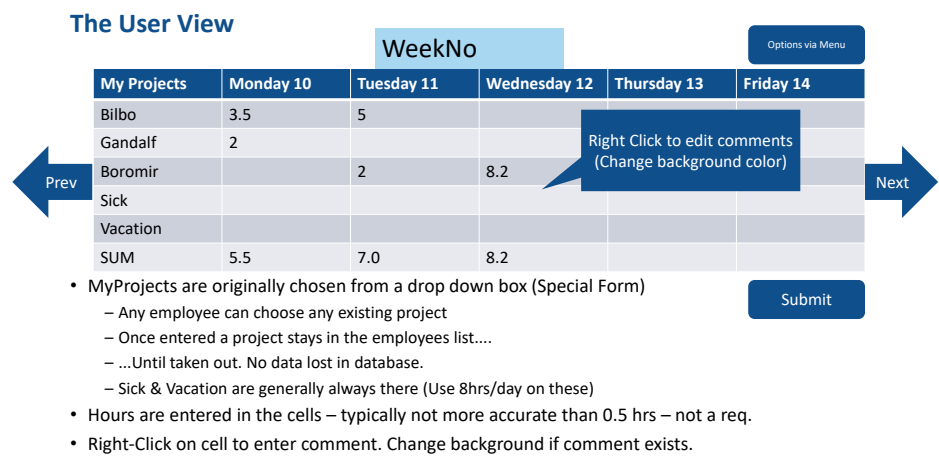 The User View
WeekNo
Options via Menu
My Projects Monday 10 Tuesday 11 Wednesday 12 Thursday 13 Friday 14
Bilbo 3.5 5
Gandalf 2
Right Click to edit comments
(Change background color)
Boromir 2 8.2
Prev
Next
Sick
Vacation
SUM 5.5 7.0 8.2
• MyProjects are originally chosen from a drop down box (Special Form)
Submit
– Any employee can choose any existing project
– Once entered a project stays in the employees list....
– ...Until taken out. No data lost in database.
– Sick & Vacation are generally always there (Use 8hrs/day on these)
• Hours are entered in the cells – typically not more accurate than 0.5 hrs – not a req.
• Right-Click on cell to enter comment. Change background if comment exists.